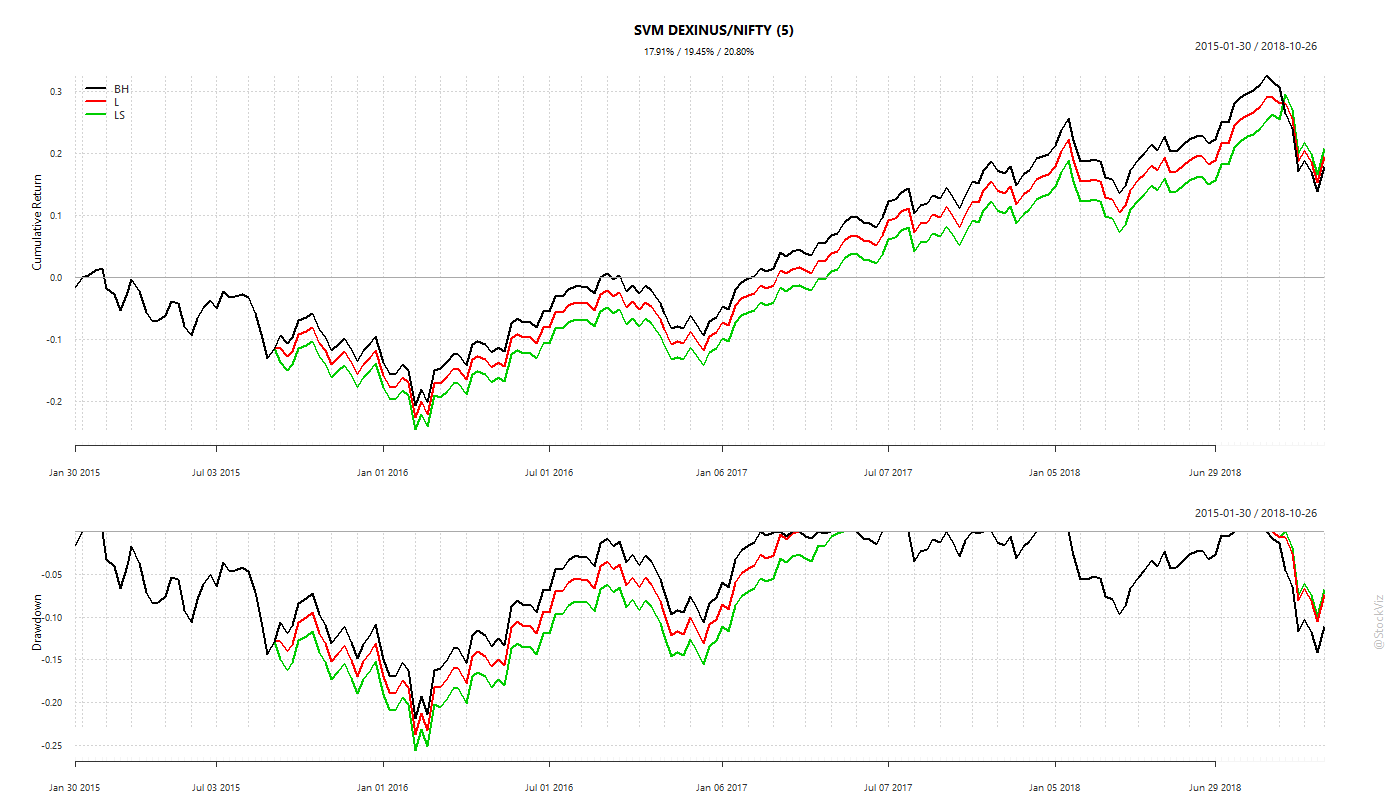 SVM DEXINUS/NIFTY (5)
17.91% / 19.45% / 20.80%
2015-01-30 / 2018-10-26
BH
L
LS
Cumulative Return
0.3
0.2
0.1
0.0
-0.1
-0.2
Jan 30 2015 Jul 03 2015 Jan 01 2016 Jul 01 2016 Jan 06 2017 Jul 07 2017 Jan 05 2018 Jun 29 2018
2015-01-30 / 2018-10-26
Drawdown
-0.05
-0.10
-0.15
-0.20
-0.25
Jan 30 2015 Jul 03 2015 Jan 01 2016 Jul 01 2016 Jan 06 2017 Jul 07 2017 Jan 05 2018 Jun 29 2018
@StockViz